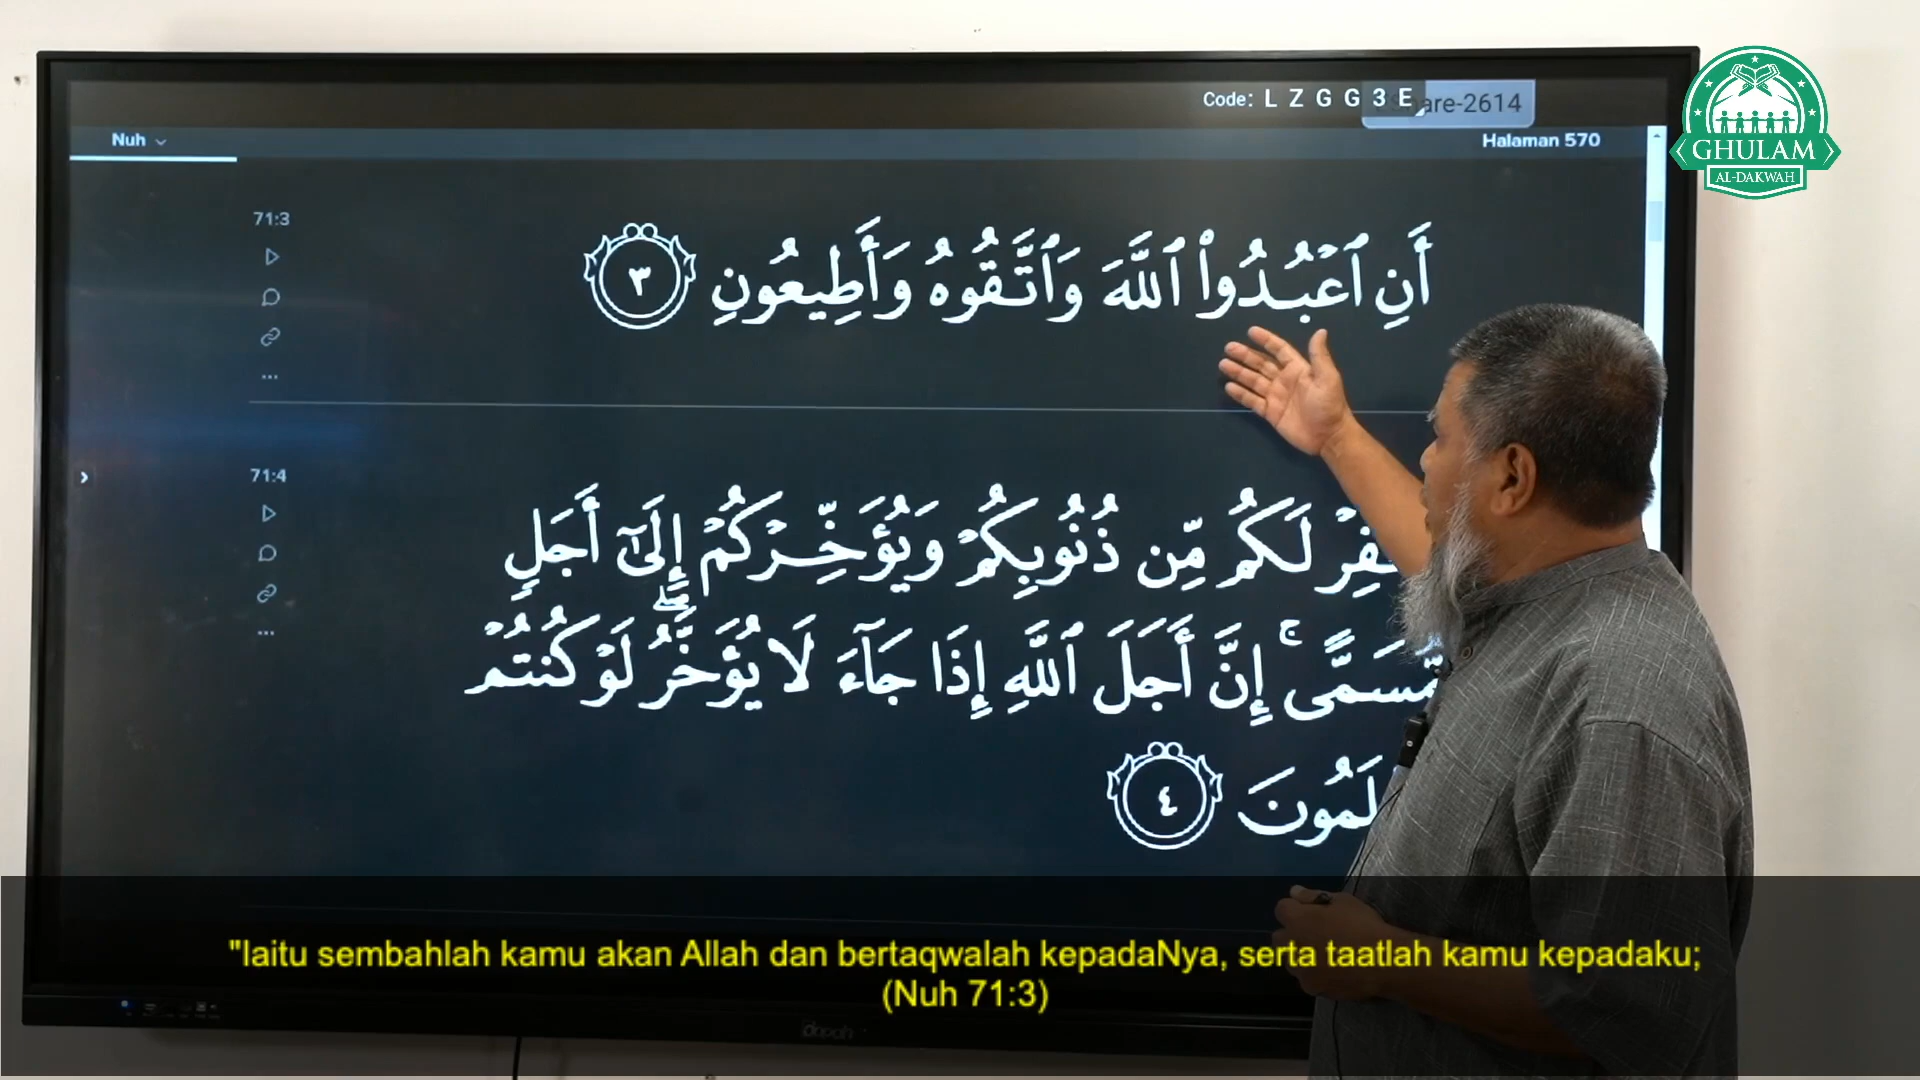 Code: L Z G G 3 E
are-2614
Nuh
Halaman 570
GHULAM
AL-DAKWAH
71:3
أَنِ ٱعۡبُدُواْ ٱللَّهَ وَٱتَّقُوهُ وَأَطِيعُونِ ٣
71:4
لَكُم مِّن ذُنُوبِكُمۡ وَيُؤَخِّرۡكُمۡ إِلَىٰٓ أَجَلٖ
مُّسَمًّىۚ إِنَّ أَجَلَ ٱللَّهِ إِذَا جَآءَ لَا يُؤَخَّرُۖ لَوۡ كُنتُمۡ
لَمُونَ ٤
"Iaitu sembahlah kamu akan Allah dan bertaqwalah kepadaNya, serta taatlah kamu kepadaku;
(Nuh 71:3)